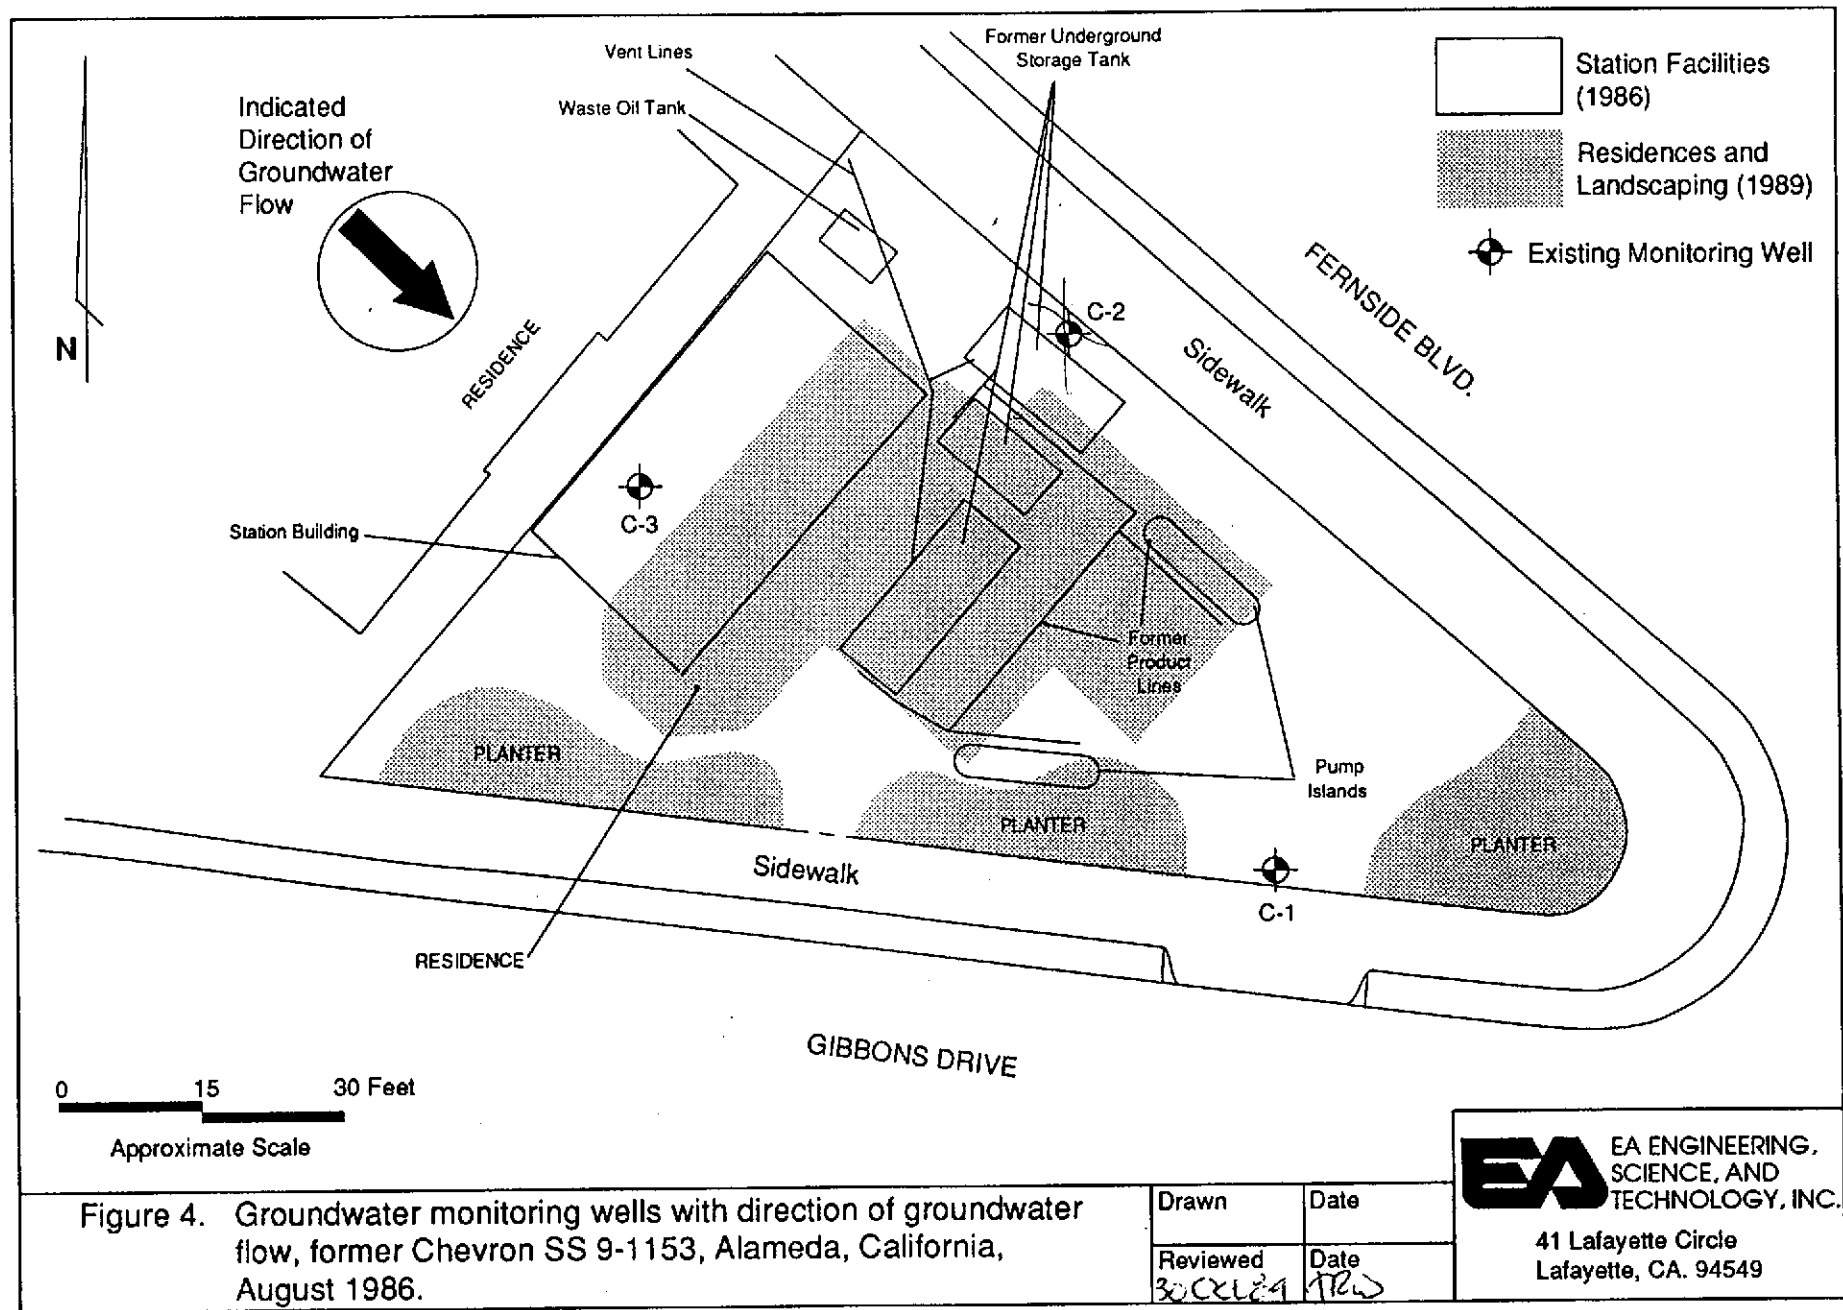 Vent Lines
Waste Oil Tank
Former Underground
Storage Tank
Station Facilities
(1986)
Residences and
Landscaping (1989)
Existing Monitoring Well
Indicated
Direction of
Groundwater
Flow
N
RESIDENCE
C-2
Sidewalk
FERNSIDE BLVD.
Station Building
C-3
Former
Product
Lines
Pump
Islands
PLANTER
PLANTER
PLANTER
Sidewalk
C-1
RESIDENCE
GIBBONS DRIVE
0 15 30 Feet
Approximate Scale
Figure 4. Groundwater monitoring wells with direction of groundwater
flow, former Chevron SS 9-1153, Alameda, California,
August 1986.
Drawn
Date
Reviewed
Date
EA
EA ENGINEERING,
SCIENCE, AND
TECHNOLOGY, INC.
41 Lafayette Circle
Lafayette, CA. 94549